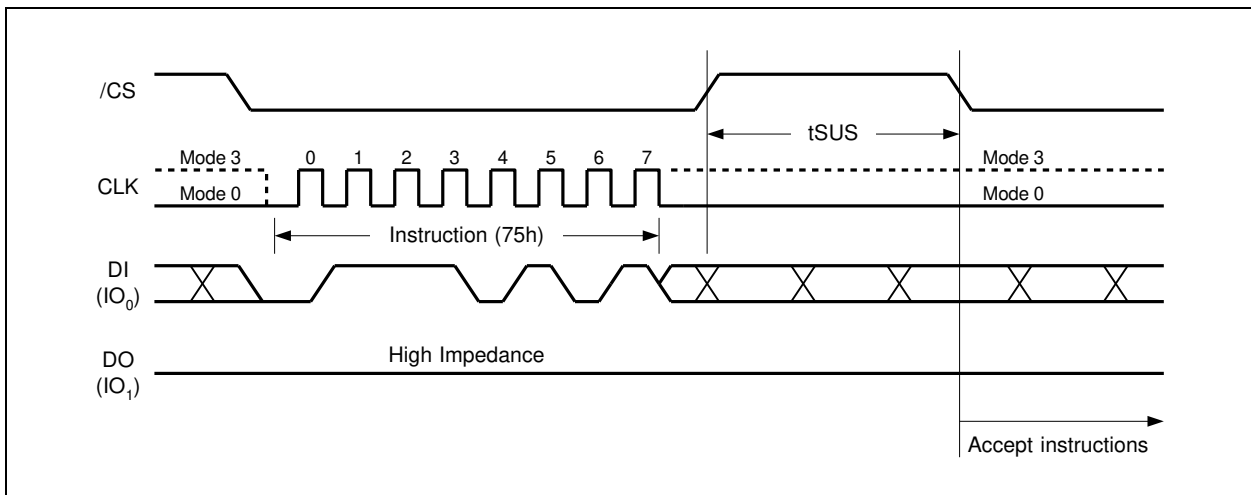 /CS
tSUS
Mode 3 0 1 2 3 4 5 6 7 Mode 3
CLK
Mode 0 Mode 0
Instruction (75h)
DI
(IO₀)
High Impedance
DO
(IO₁)
Accept instructions